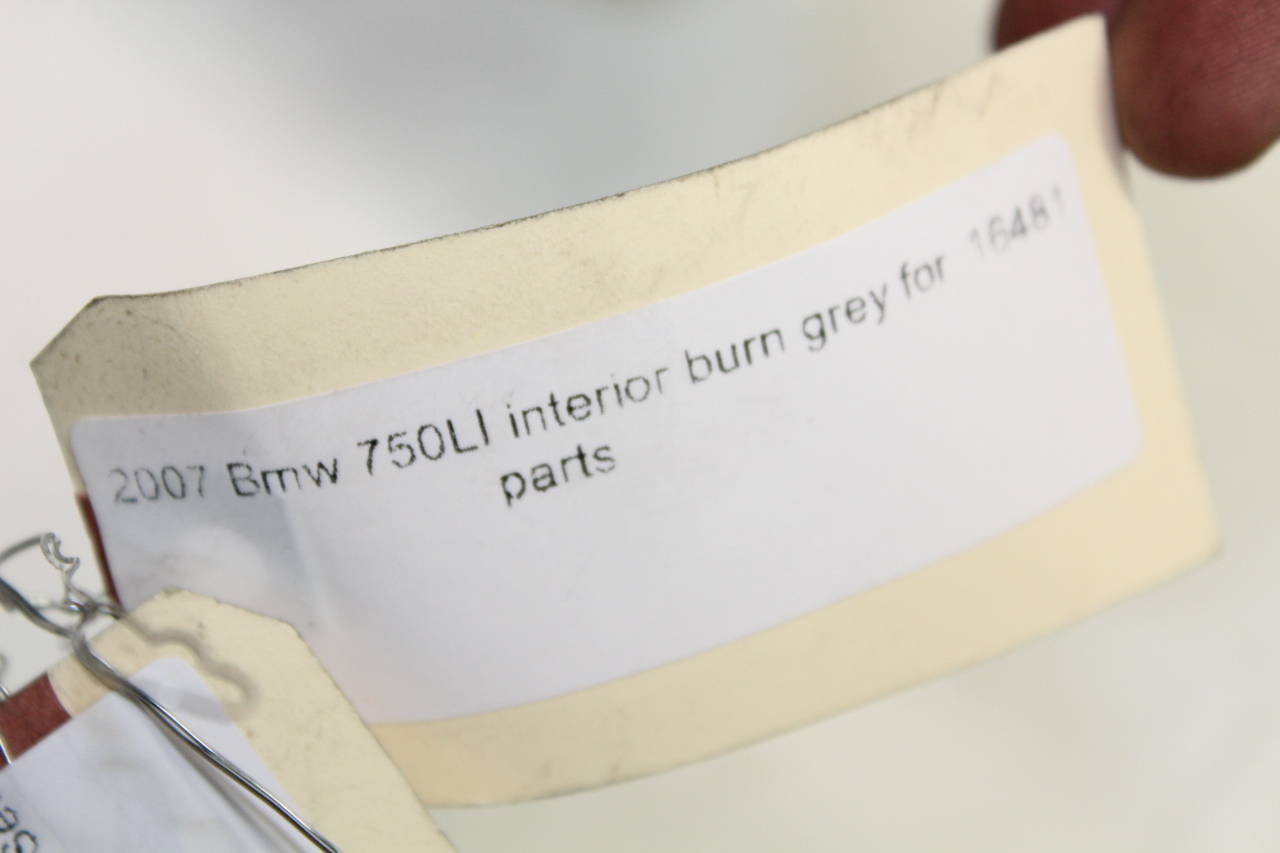 2007 Bmw 750LI interior burn grey for 16481
parts